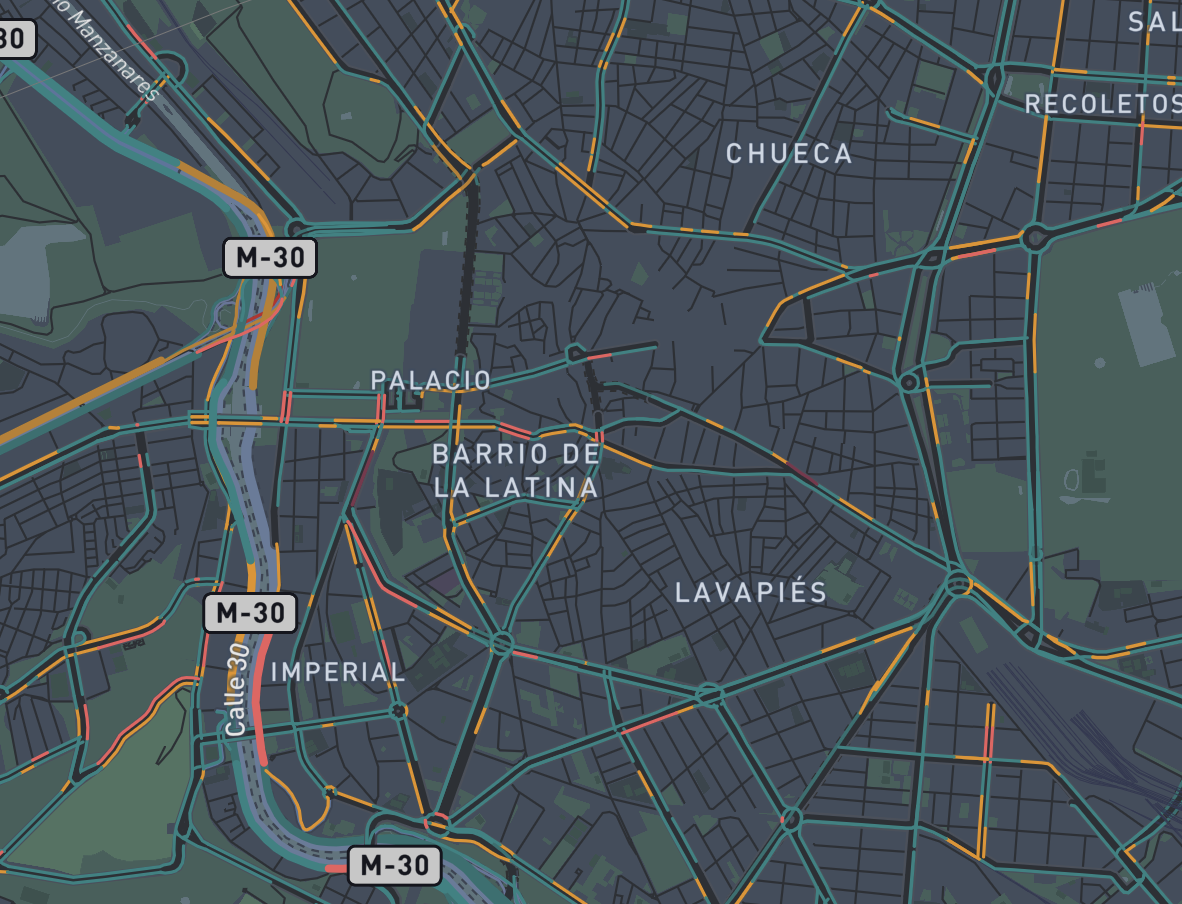 SAL
30
Manzanares
RECOLETOS
CHUECA
M-30
PALACIO
BARRIO DE
LA LATINA
LAVAPIÉS
M-30
IMPERIAL
Calle 30
M-30